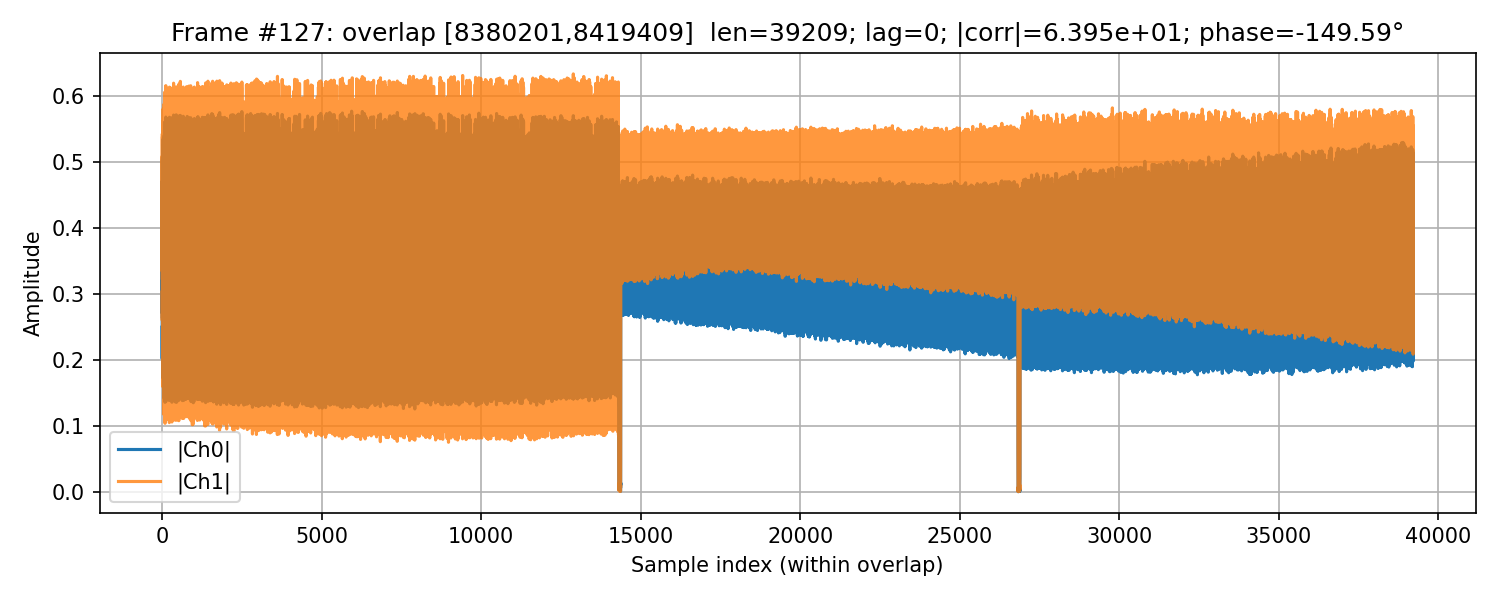 Frame #127: overlap [8380201,8419409]  len=39209; lag=0; |corr|=6.395e+01; phase=-149.59°
Amplitude
0.6
0.5
0.4
0.3
0.2
0.1
0.0
|Ch0|
|Ch1|
0 5000 10000 15000 20000 25000 30000 35000 40000
Sample index (within overlap)